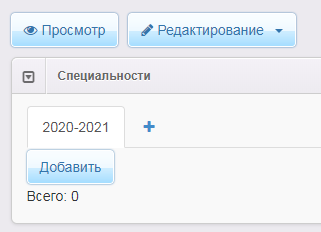 Просмотр Редактирование
Специальности
2020-2021 +
Добавить
Всего: 0